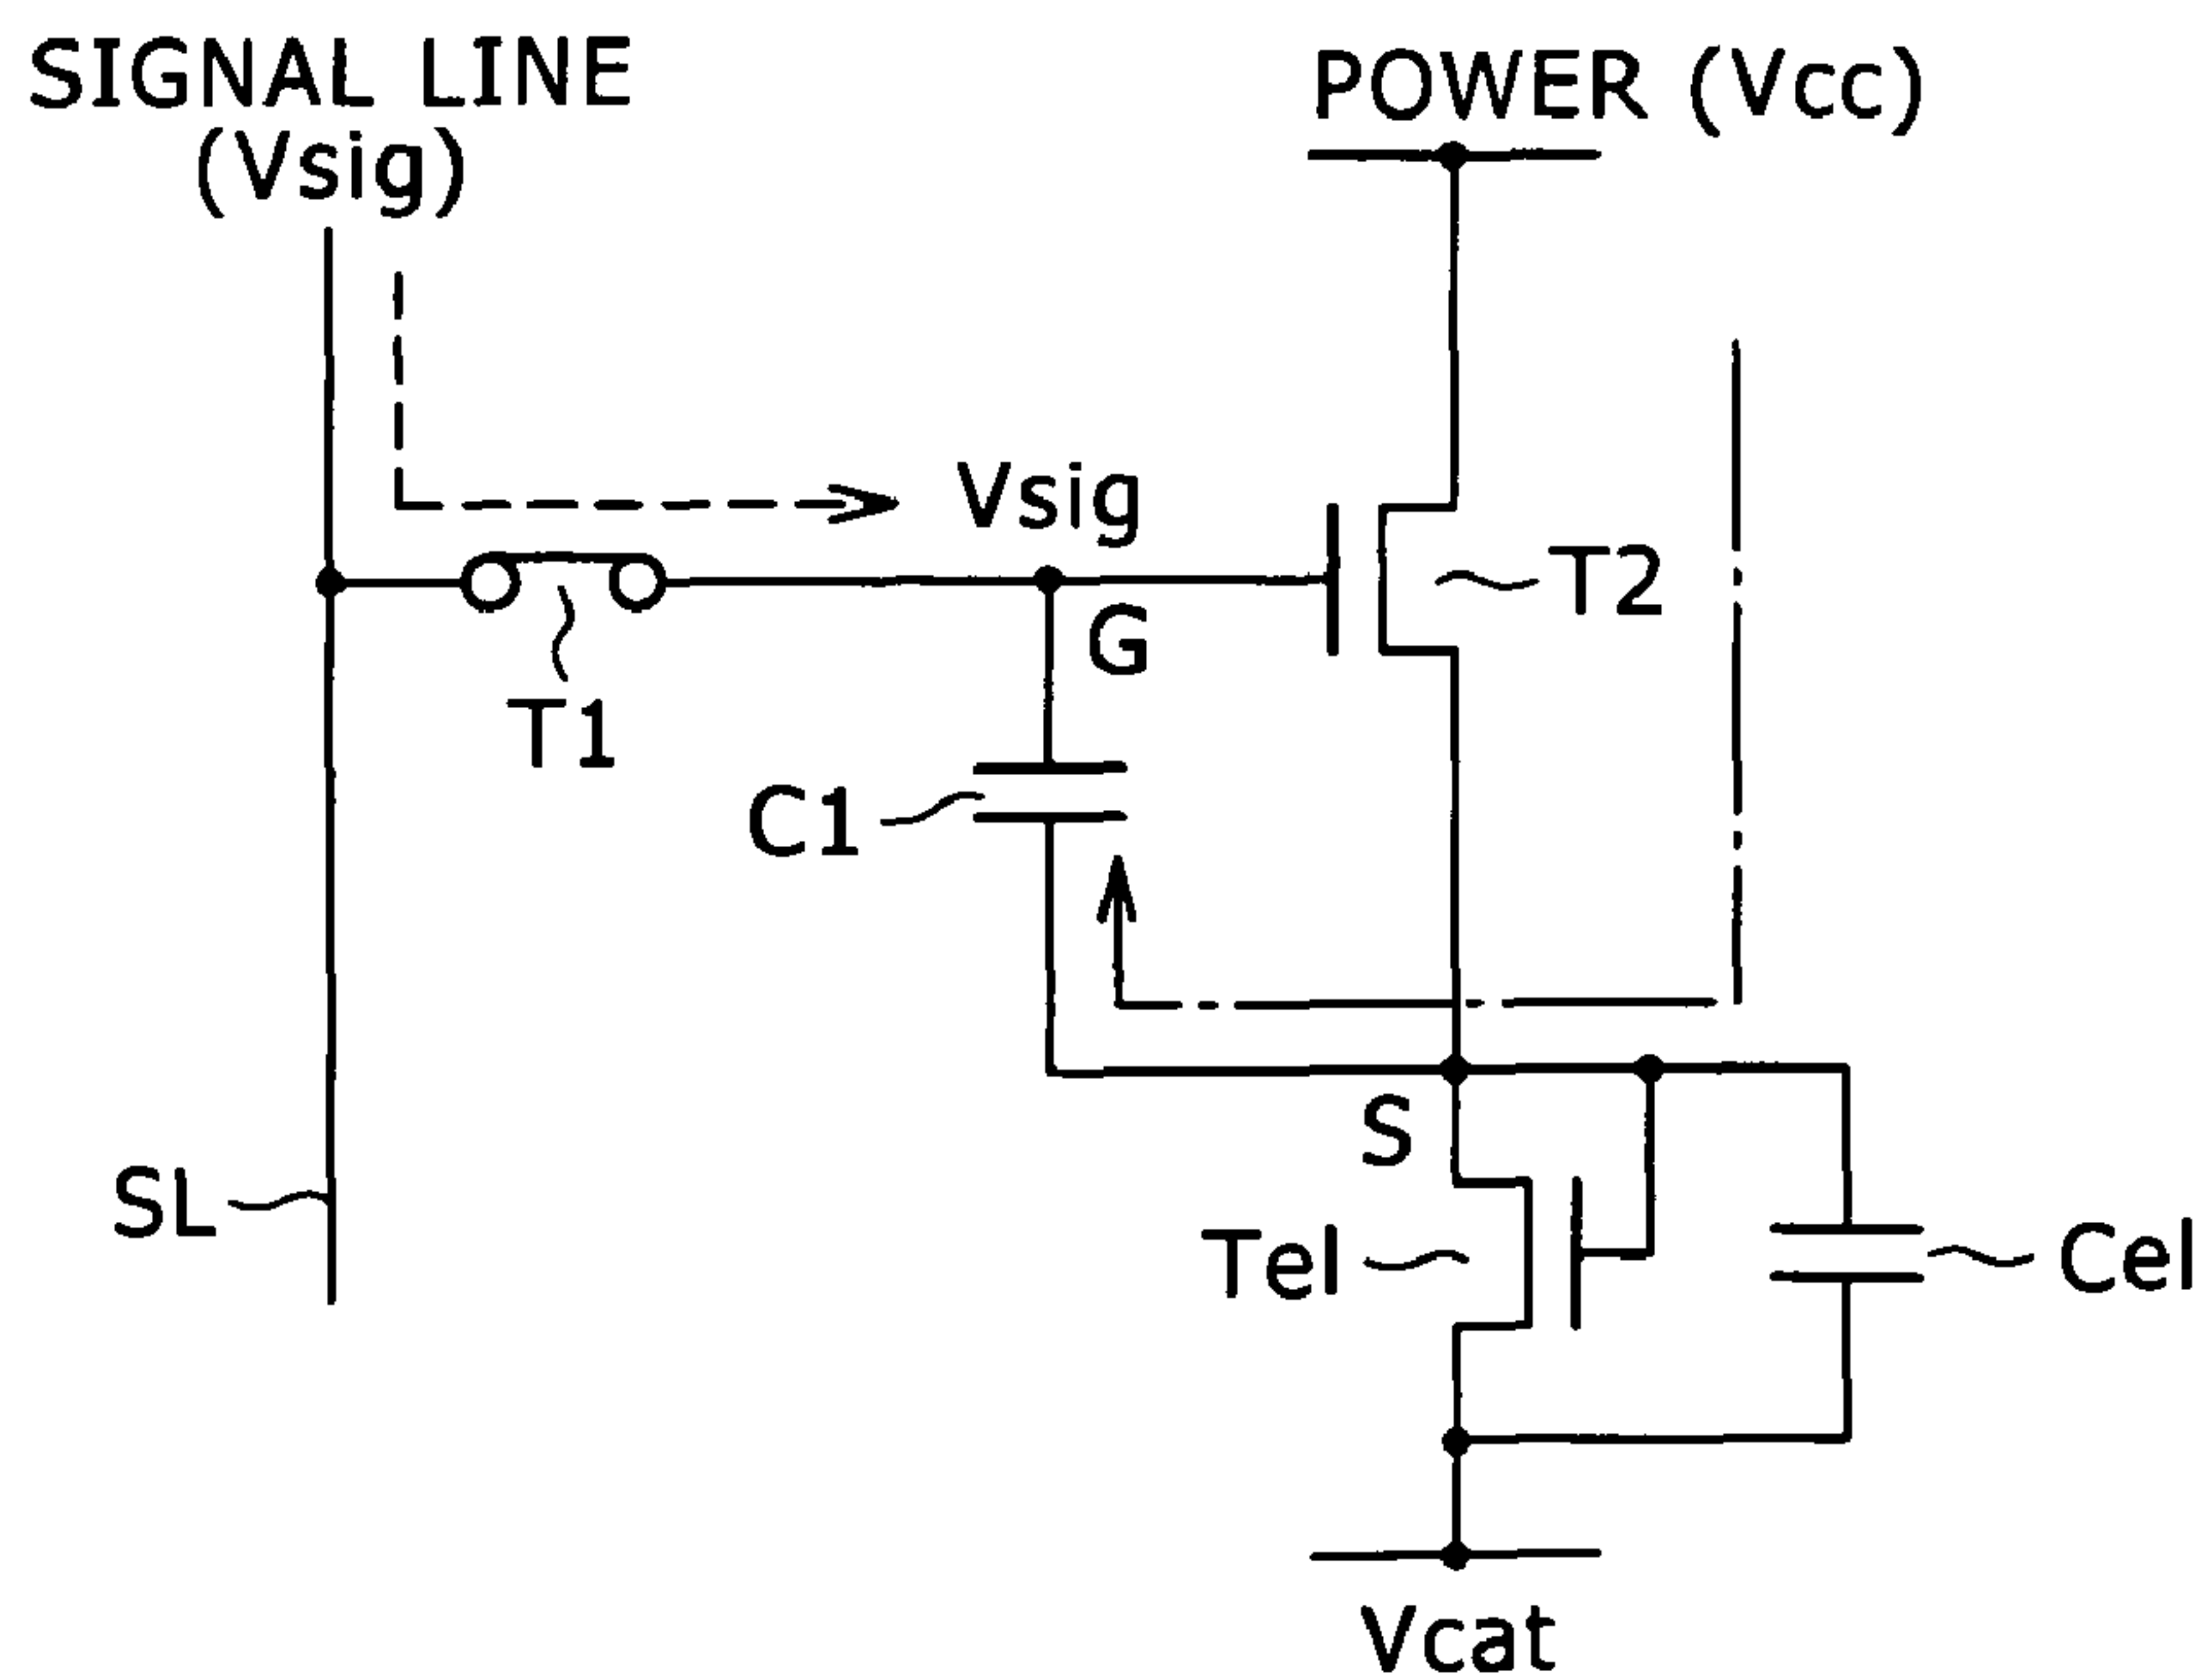 SIGNAL LINE
(Vsig)
POWER (Vcc)
Vsig
T2
G
T1
C1
S
SL
Tel
Cel
Vcat